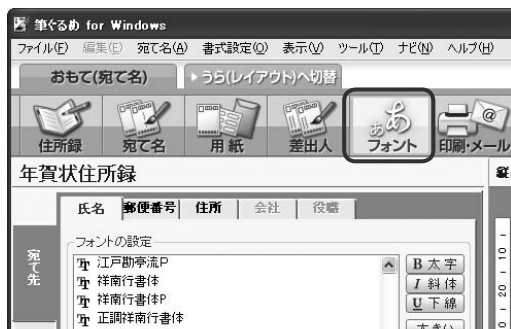 筆ぐるめ for Windows
ファイル(F) 編集(E) 宛て名(A) 書式設定(O) 表示(V) ツール(T) ナビ(N) ヘルプ(H)
おもて(宛て名) ▶うら(レイアウト)へ切替
住所録 宛て名 用紙 差出人 フォント 印刷・メール
年賀状住所録
氏名 郵便番号 住所 会社 役職
宛て先
フォントの設定
江戸勘亭流P
祥南行書体
祥南行書体P
正調祥南行書体
B 太字
I 斜体
U 下線
大きい
10
20